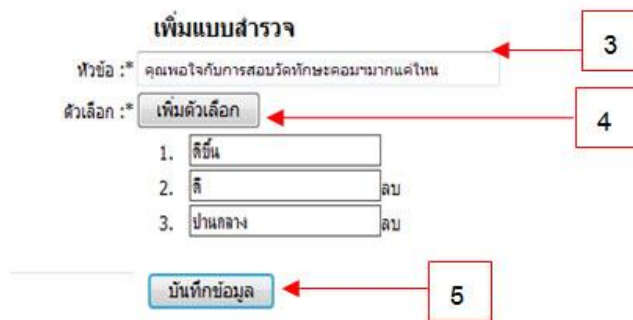 เพิ่มแบบสำรวจ
3
หัวข้อ :* คุณพอใจกับการสอบวัดทักษะคอมฯมากแค่ไหน
ตัวเลือก :* เพิ่มตัวเลือก
4
1. ดีขึ้น
2. ดี ลบ
3. ปานกลาง ลบ
บันทึกข้อมูล
5